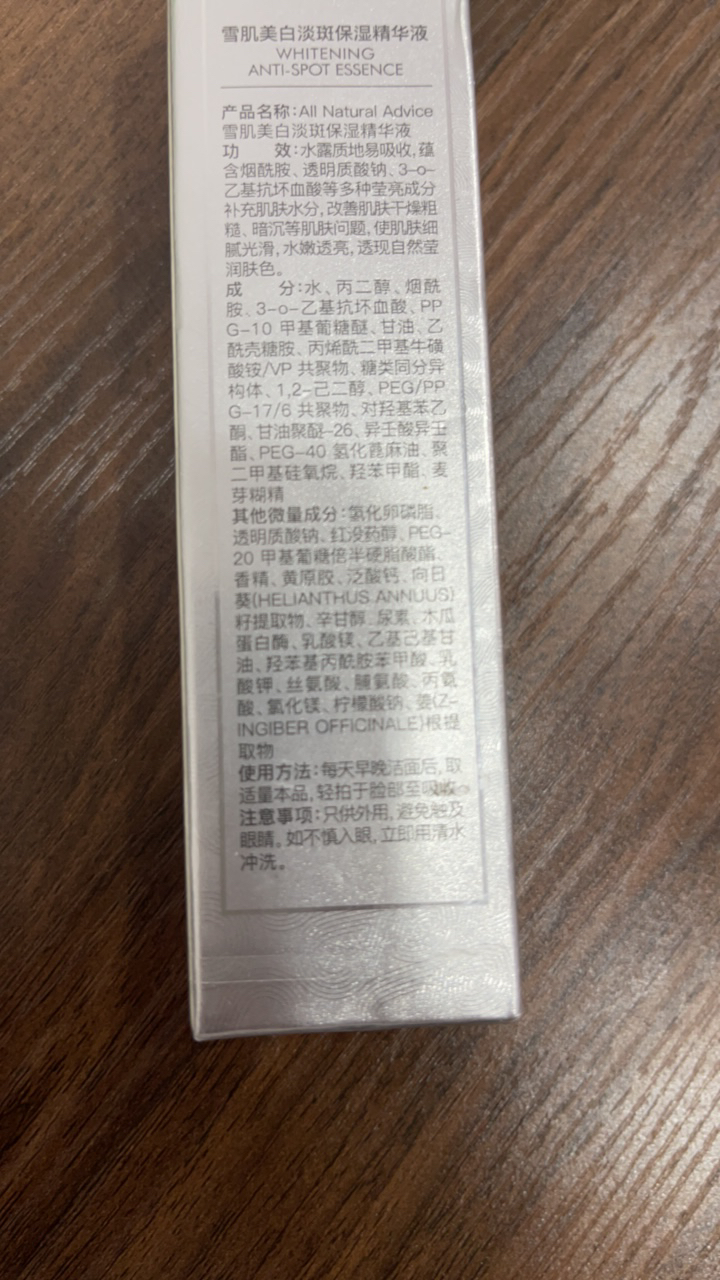 雪肌美白淡斑保湿精华液
WHITENING
ANTI-SPOT ESSENCE
产品名称:All Natural Advice
雪肌美白淡斑保湿精华液
功 效:水露质地易吸收,蕴
含烟酰胺、透明质酸钠、3-o-
乙基抗坏血酸等多种莹亮成分
补充肌肤水分,改善肌肤干燥粗
糙、暗沉等肌肤问题,使肌肤细
腻光滑,水嫩透亮,透现自然莹
润肤色。
成 分:水、丙二醇、烟酰
胺、3-o-乙基抗坏血酸、PP
G-10 甲基葡糖醚、甘油、乙
酰壳糖胺、丙烯酰二甲基牛磺
酸铵/VP 共聚物、糖类同分异
构体、1,2-己二醇、PEG/PP
G-17/6 共聚物、对羟基苯乙
酮、甘油聚醚-26、异壬酸异壬
酯、PEG-40 氢化蓖麻油、聚
二甲基硅氧烷、羟苯甲酯、麦
芽糊精
其他微量成分:氢化卵磷脂、
透明质酸钠、红没药醇、PEG-
20 甲基葡糖倍半硬脂酸酯、
香精、黄原胶、泛酸钙、向日
葵(HELIANTHUS ANNUUS)
籽提取物、辛甘醇、尿素、木瓜
蛋白酶、乳酸镁、乙基己基甘
油、羟苯基丙酰胺苯甲酸、乳
酸钾、丝氨酸、脯氨酸、丙氨
酸、氯化镁、柠檬酸钠、姜(Z-
INGIBER OFFICINALE)根提
取物
使用方法:每天早晚洁面后,取
适量本品,轻拍于脸部至吸收。
注意事项:只供外用,避免触及
眼睛。如不慎入眼,立即用清水
冲洗。